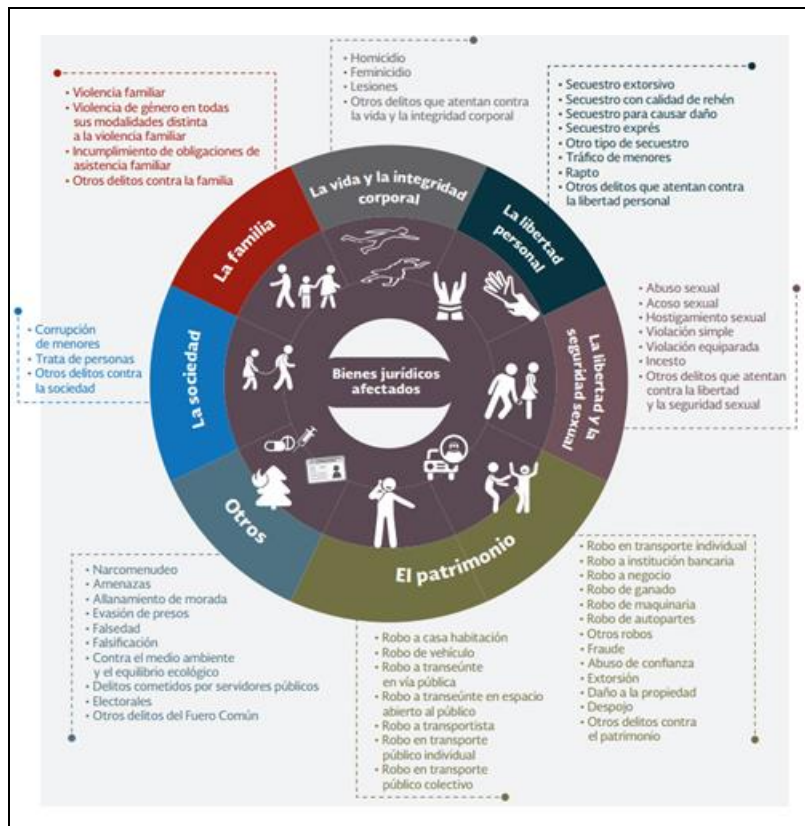 • Homicidio
• Feminicidio
• Lesiones
• Otros delitos que atentan contra
la vida y la integridad corporal
• Violencia familiar
• Violencia de género en todas
sus modalidades distinta
a la violencia familiar
• Incumplimiento de obligaciones de
asistencia familiar
• Otros delitos contra la familia
• Secuestro extorsivo
• Secuestro con calidad de rehén
• Secuestro para causar daño
• Secuestro exprés
• Otro tipo de secuestro
• Tráfico de menores
• Rapto
• Otros delitos que atentan contra
la libertad personal
La vida y la integridad
corporal
La familia
La libertad
personal
• Abuso sexual
• Acoso sexual
• Hostigamiento sexual
• Violación simple
• Violación equiparada
• Incesto
• Otros delitos que atentan
contra la libertad
y la seguridad sexual
• Corrupción
de menores
• Trata de personas
• Otros delitos contra
la sociedad
La sociedad
Bienes jurídicos
afectados
La libertad y la
seguridad sexual
Otros
El patrimonio
• Narcomenudeo
• Amenazas
• Allanamiento de morada
• Evasión de presos
• Falsedad
• Falsificación
• Contra el medio ambiente
y el equilibrio ecológico
• Delitos cometidos por servidores públicos
• Electorales
• Otros delitos del Fuero Común
• Robo a casa habitación
• Robo de vehículo
• Robo a transeúnte
en vía pública
• Robo a transeúnte en espacio
abierto al público
• Robo a transportista
• Robo en transporte
público individual
• Robo en transporte
público colectivo
• Robo en transporte individual
• Robo a institución bancaria
• Robo a negocio
• Robo de ganado
• Robo de maquinaria
• Robo de autopartes
• Otros robos
• Fraude
• Abuso de confianza
• Extorsión
• Daño a la propiedad
• Despojo
• Otros delitos contra
el patrimonio